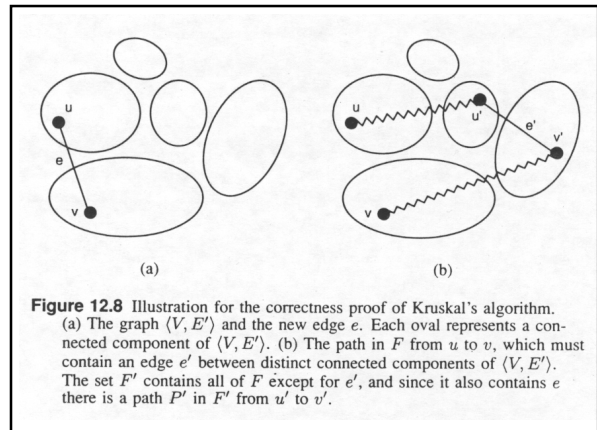 u
e
v
(a)
u
u'
e'
v'
v
(b)
Figure 12.8 Illustration for the correctness proof of Kruskal's algorithm.
(a) The graph ⟨V, E′⟩ and the new edge e. Each oval represents a con-
nected component of ⟨V, E′⟩. (b) The path in F from u to v, which must
contain an edge e′ between distinct connected components of ⟨V, E′⟩.
The set F′ contains all of F except for e′, and since it also contains e
there is a path P′ in F′ from u′ to v′.